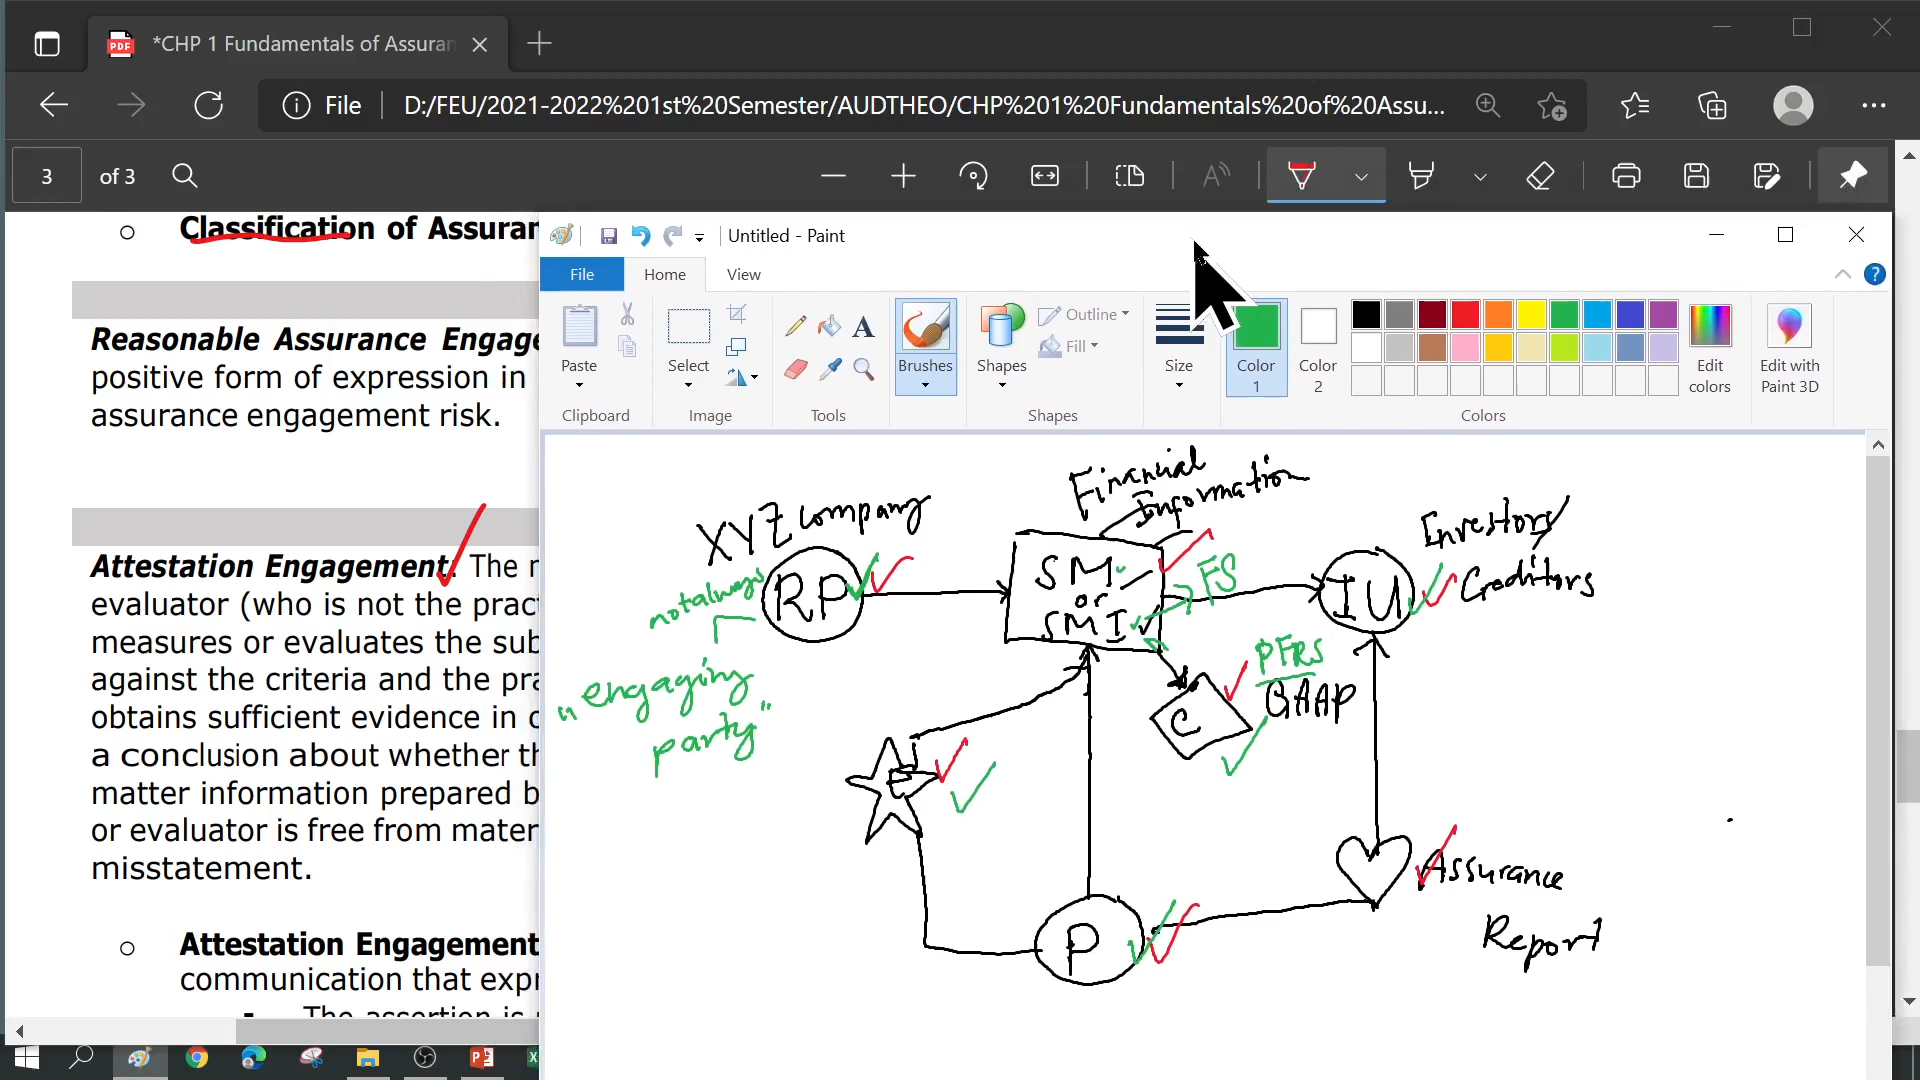 *CHP 1 Fundamentals of Assuran
File
D:/FEU/2021-2022%201st%20Semester/AUDTHEO/CHP%201%20Fundamentals%20of%20Assu...
3
of 3
Classification of Assuran
Reasonable Assurance Engage
positive form of expression in
assurance engagement risk.
Attestation Engagement: The
evaluator (who is not the pract
measures or evaluates the sub
against the criteria and the pra
obtains sufficient evidence in o
a conclusion about whether th
matter information prepared b
or evaluator is free from mater
misstatement.
Attestation Engagement
communication that expr
The assertion is
Untitled - Paint
File
Home
View
Paste
Select
Brushes
Shapes
Outline
Fill
Size
Color
1
Color
2
Edit
colors
Edit with
Paint 3D
Clipboard
Image
Tools
Shapes
Colors
XYZ Company
Financial
Information
Investors/
Creditors
RP
SM
or
SMI
FS
IU
not always
"engaging
party"
PFRS
GAAP
C
E
P
Assurance
Report